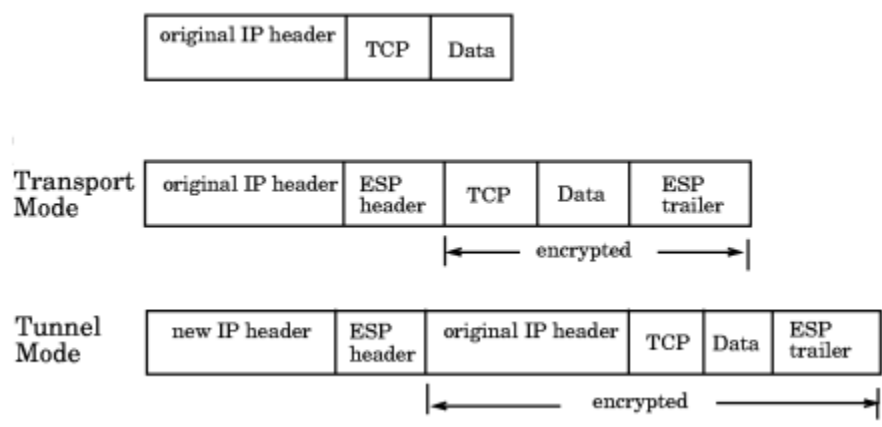 original IP header TCP Data
Transport Mode original IP header ESP header TCP Data ESP trailer
encrypted
Tunnel Mode new IP header ESP header original IP header TCP Data ESP trailer
encrypted